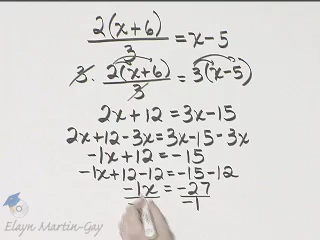 2(x+6)/3 = x-5
3 · 2(x+6)/3 = 3(x-5)
2x+12 = 3x-15
2x+12-3x = 3x-15-3x
-1x+12 = -15
-1x+12-12 = -15-12
-1x = -27/-1
Elayn Martin-Gay